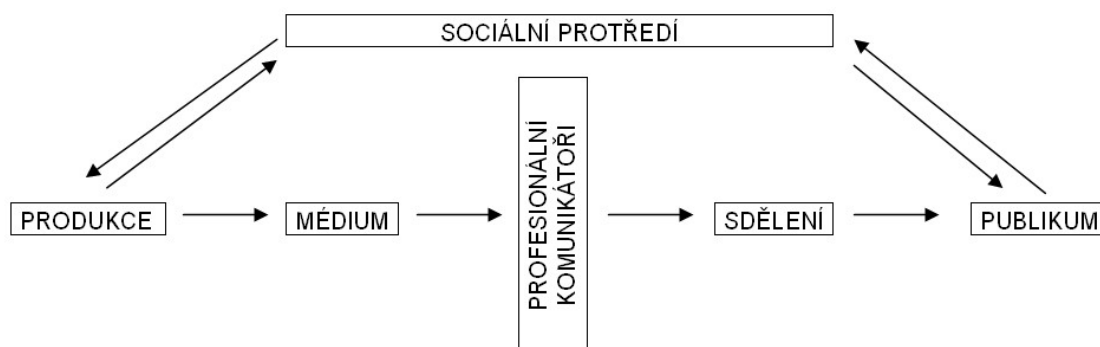 SOCIÁLNÍ PROTŘEDÍ
PRODUKCE
MÉDIUM
PROFESIONÁLNÍ
KOMUNIKÁTOŘI
SDĚLENÍ
PUBLIKUM